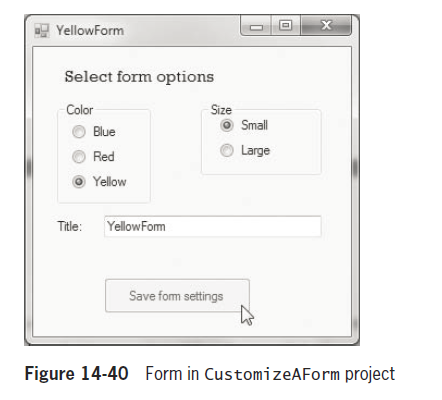 YellowForm
Select form options
Color
Size
Blue
Small
Red
Large
Yellow
Title: YellowForm
Save form settings
Figure 14-40 Form in CustomizeAForm project